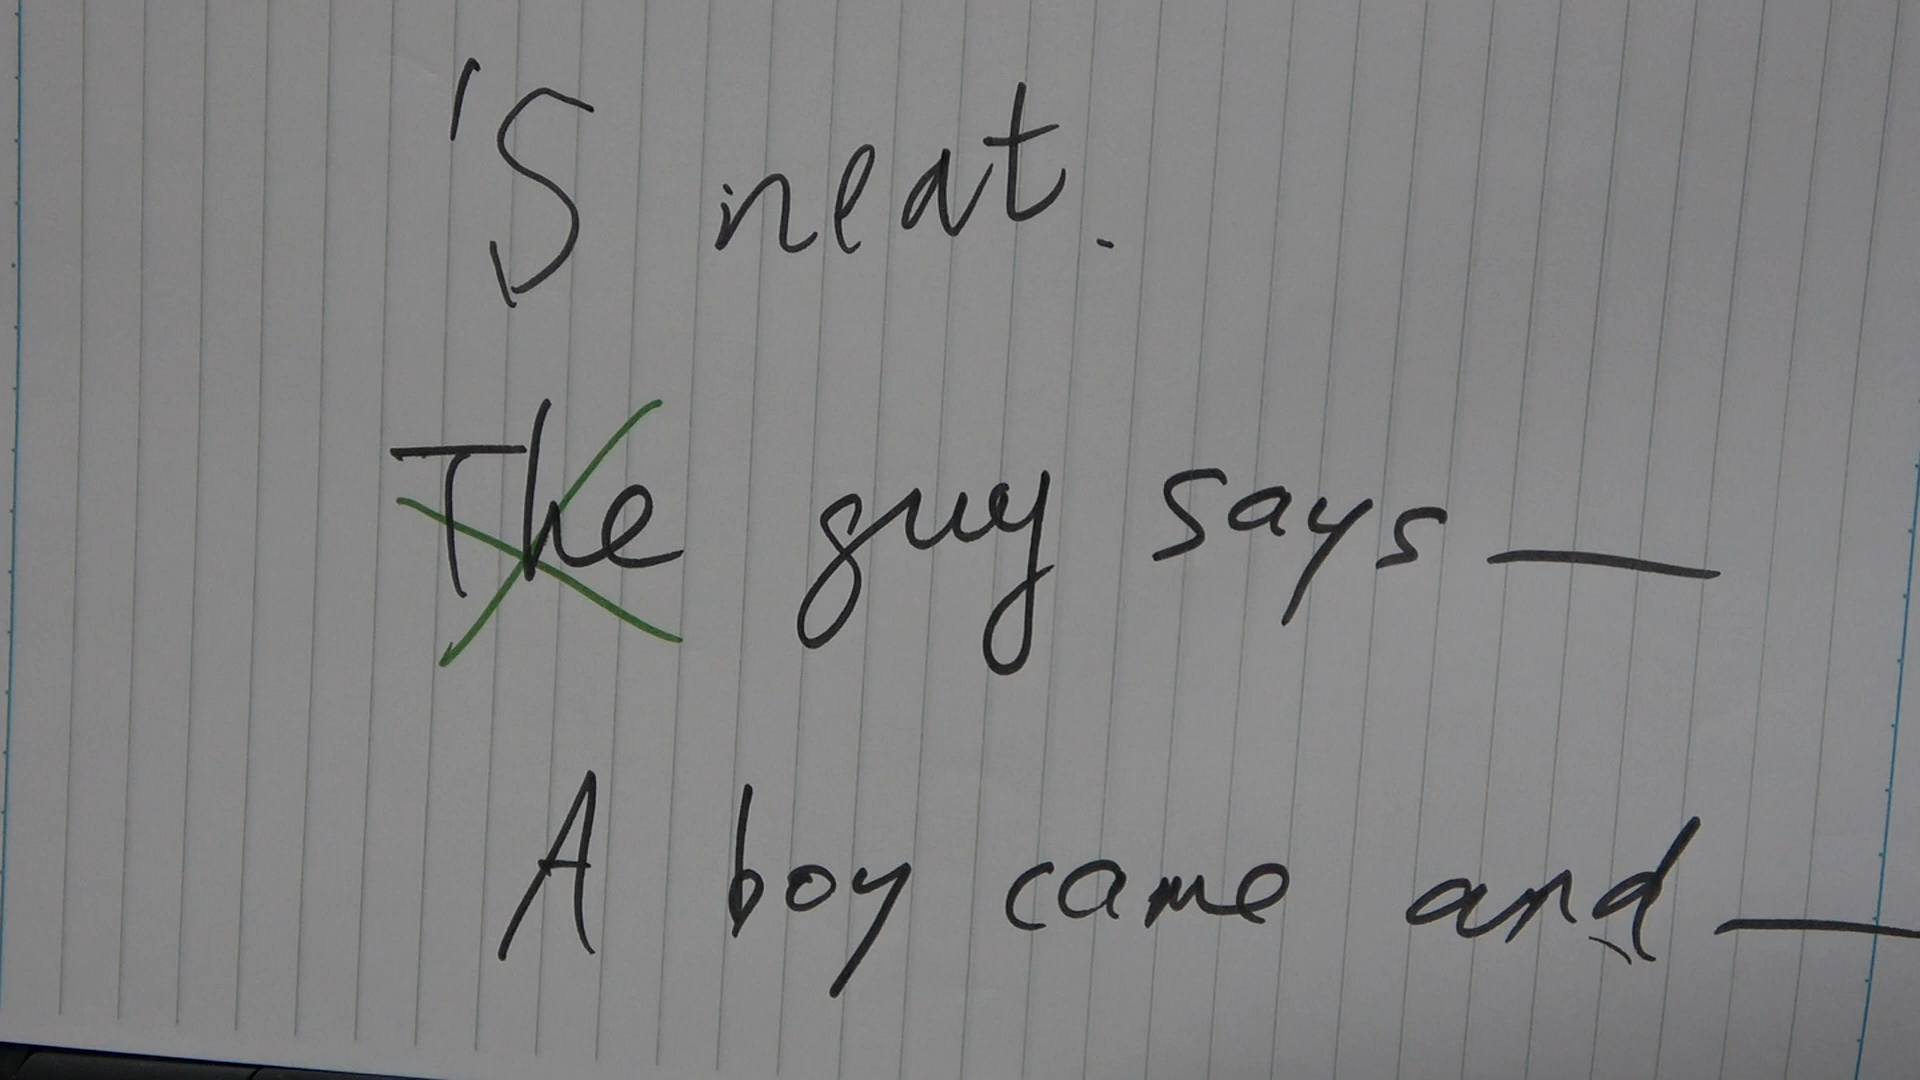 'S neat.
The guy says—
A boy came and—